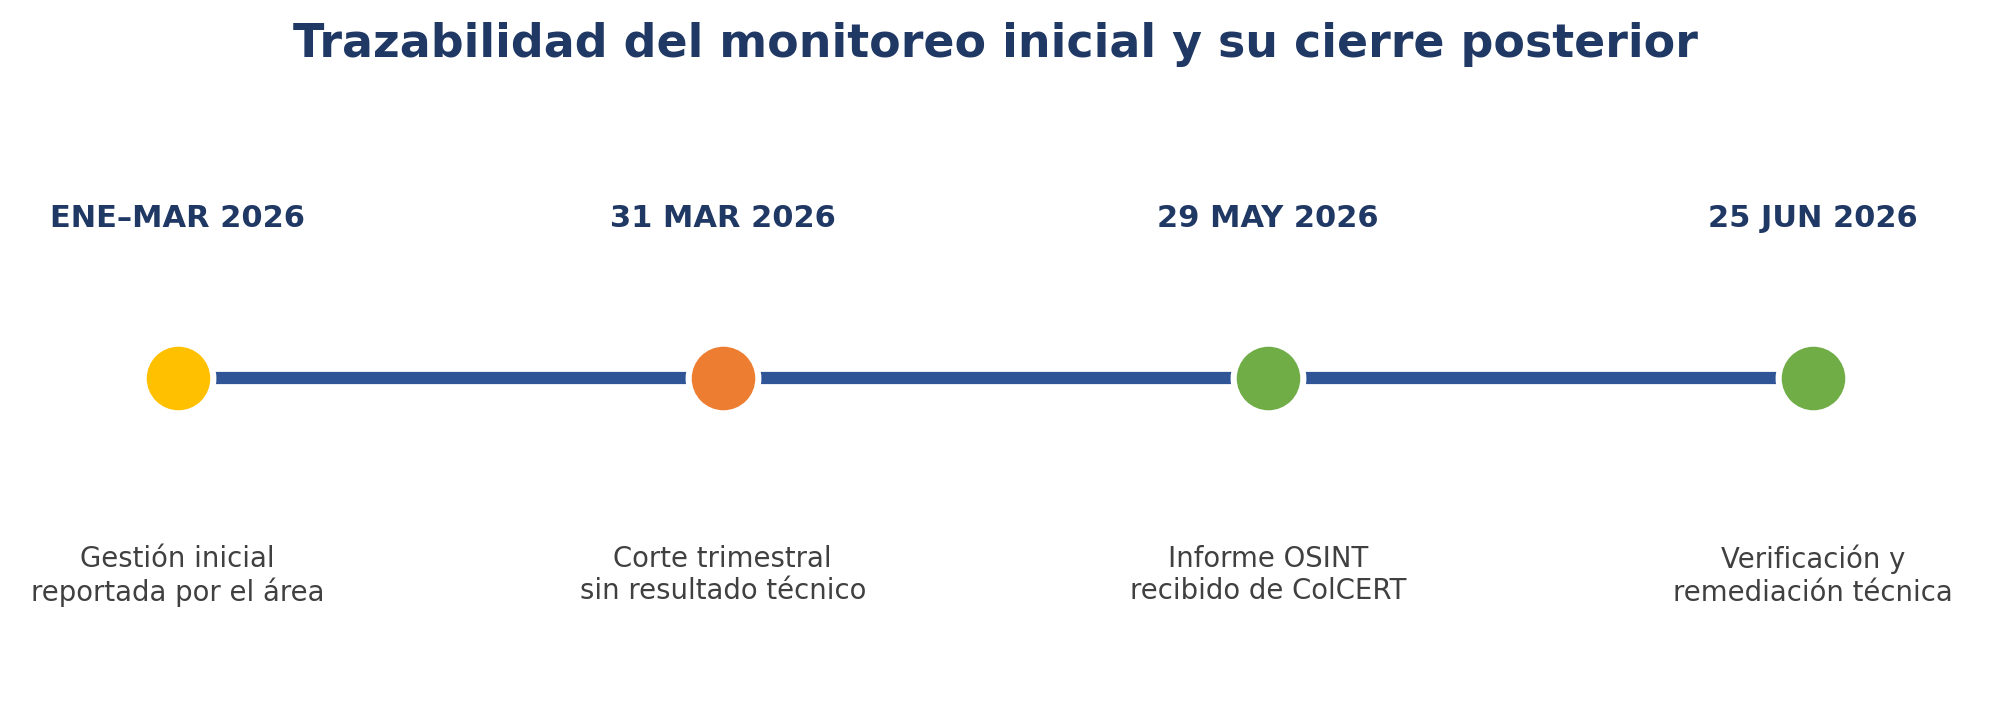 Trazabilidad del monitoreo inicial y su cierre posterior
ENE–MAR 2026
31 MAR 2026
29 MAY 2026
25 JUN 2026
Gestión inicial
reportada por el área
Corte trimestral
sin resultado técnico
Informe OSINT
recibido de ColCERT
Verificación y
remediación técnica